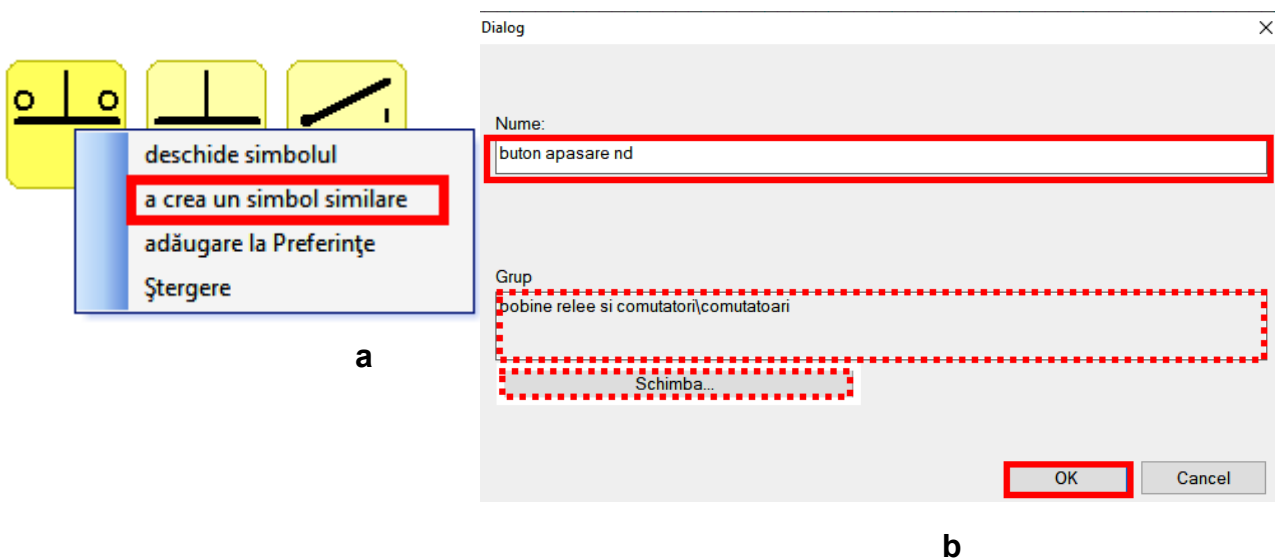 deschide simbolul
a crea un simbol similare
adăugare la Preferinţe
Ştergere
a
Dialog
Nume:
buton apasare nd
Grup
bobine relee si comutatori\comutatoari
Schimba...
OK
Cancel
b